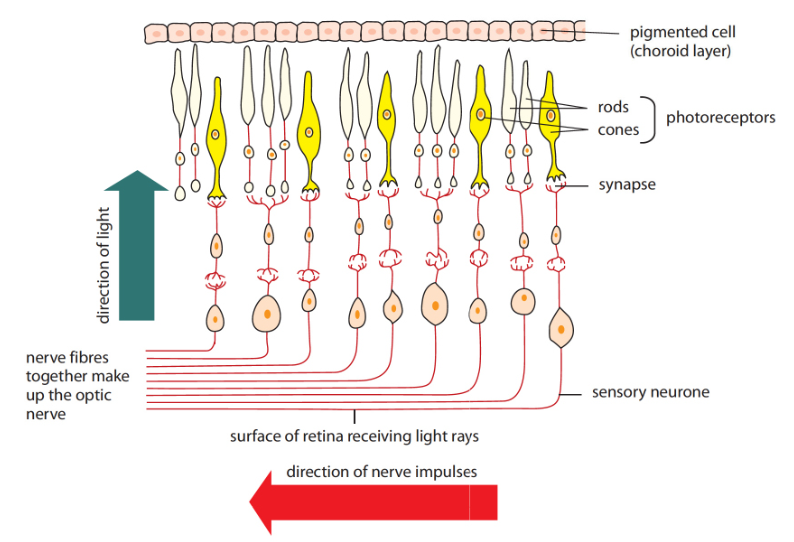 pigmented cell
(choroid layer)
rods
cones
photoreceptors
synapse
direction of light
nerve fibres
together make
up the optic
nerve
sensory neurone
surface of retina receiving light rays
direction of nerve impulses